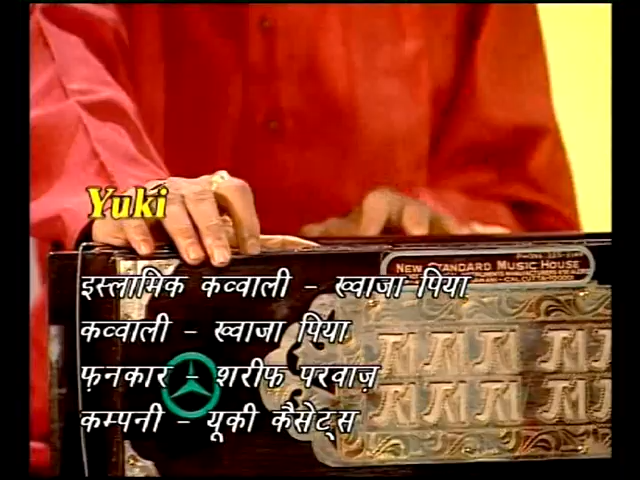 Yuki
NEW STANDARD MUSIC HOUSE
इस्लामिक कव्वाली - ख्वाजा पिया
कव्वाली - ख्वाजा पिया
फ़नकार - शरीफ परवाज़
कम्पनी - यूकी कैसेट्स